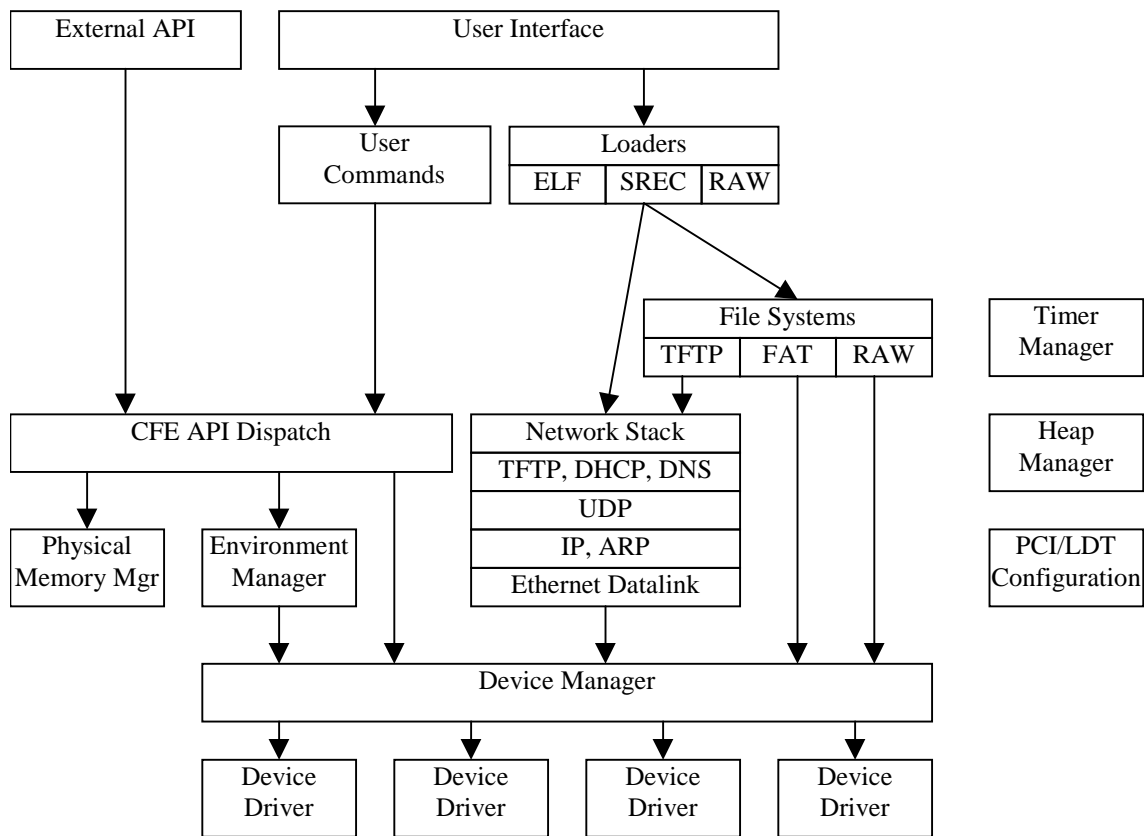 External API
User Interface
User
Commands
Loaders
ELF SREC RAW
File Systems
TFTP FAT RAW
Timer
Manager
CFE API Dispatch
Network Stack
TFTP, DHCP, DNS
UDP
IP, ARP
Ethernet Datalink
Heap
Manager
Physical
Memory Mgr
Environment
Manager
PCI/LDT
Configuration
Device Manager
Device
Driver
Device
Driver
Device
Driver
Device
Driver